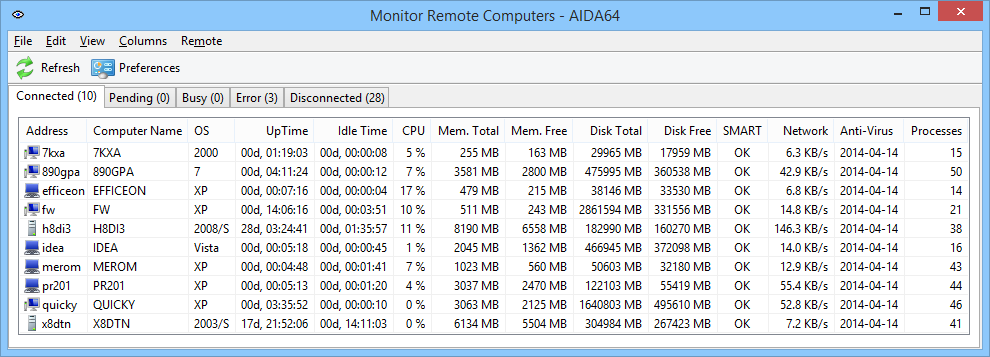 Monitor Remote Computers - AIDA64
File Edit View Columns Remote
Refresh Preferences
Connected (10) Pending (0) Busy (0) Error (3) Disconnected (28)
Address Computer Name OS UpTime Idle Time CPU Mem. Total Mem. Free Disk Total Disk Free SMART Network Anti-Virus Processes
7kxa 7KXA 2000 00d, 01:19:03 00d, 00:00:08 5 % 255 MB 163 MB 29965 MB 17959 MB OK 6.3 KB/s 2014-04-14 15
890gpa 890GPA 7 00d, 04:11:24 00d, 00:00:12 7 % 3581 MB 2800 MB 475995 MB 360538 MB OK 42.9 KB/s 2014-04-14 50
efficeon EFFICEON XP 00d, 00:07:16 00d, 00:00:04 17 % 479 MB 215 MB 38146 MB 33530 MB OK 6.8 KB/s 2014-04-14 14
fw FW XP 00d, 14:06:16 00d, 00:03:51 10 % 511 MB 243 MB 2861594 MB 331556 MB OK 14.8 KB/s 2014-04-14 21
h8di3 H8DI3 2008/S 28d, 03:24:41 00d, 01:35:57 11 % 8190 MB 6558 MB 182990 MB 160270 MB OK 146.3 KB/s 2014-04-14 38
idea IDEA Vista 00d, 00:05:18 00d, 00:00:45 1 % 2045 MB 1362 MB 466945 MB 372098 MB OK 14.0 KB/s 2014-04-14 16
merom MEROM XP 00d, 00:04:48 00d, 00:01:41 7 % 1023 MB 560 MB 50603 MB 32180 MB OK 12.9 KB/s 2014-04-14 43
pr201 PR201 XP 00d, 00:05:13 00d, 00:01:20 4 % 3037 MB 2470 MB 122103 MB 55419 MB OK 55.4 KB/s 2014-04-14 44
quicky QUICKY XP 00d, 03:35:52 00d, 00:00:10 0 % 3063 MB 2125 MB 1640803 MB 495610 MB OK 52.8 KB/s 2014-04-14 46
x8dtn X8DTN 2003/S 17d, 21:52:06 00d, 14:11:03 0 % 6134 MB 5504 MB 304984 MB 267423 MB OK 7.2 KB/s 2014-04-14 41